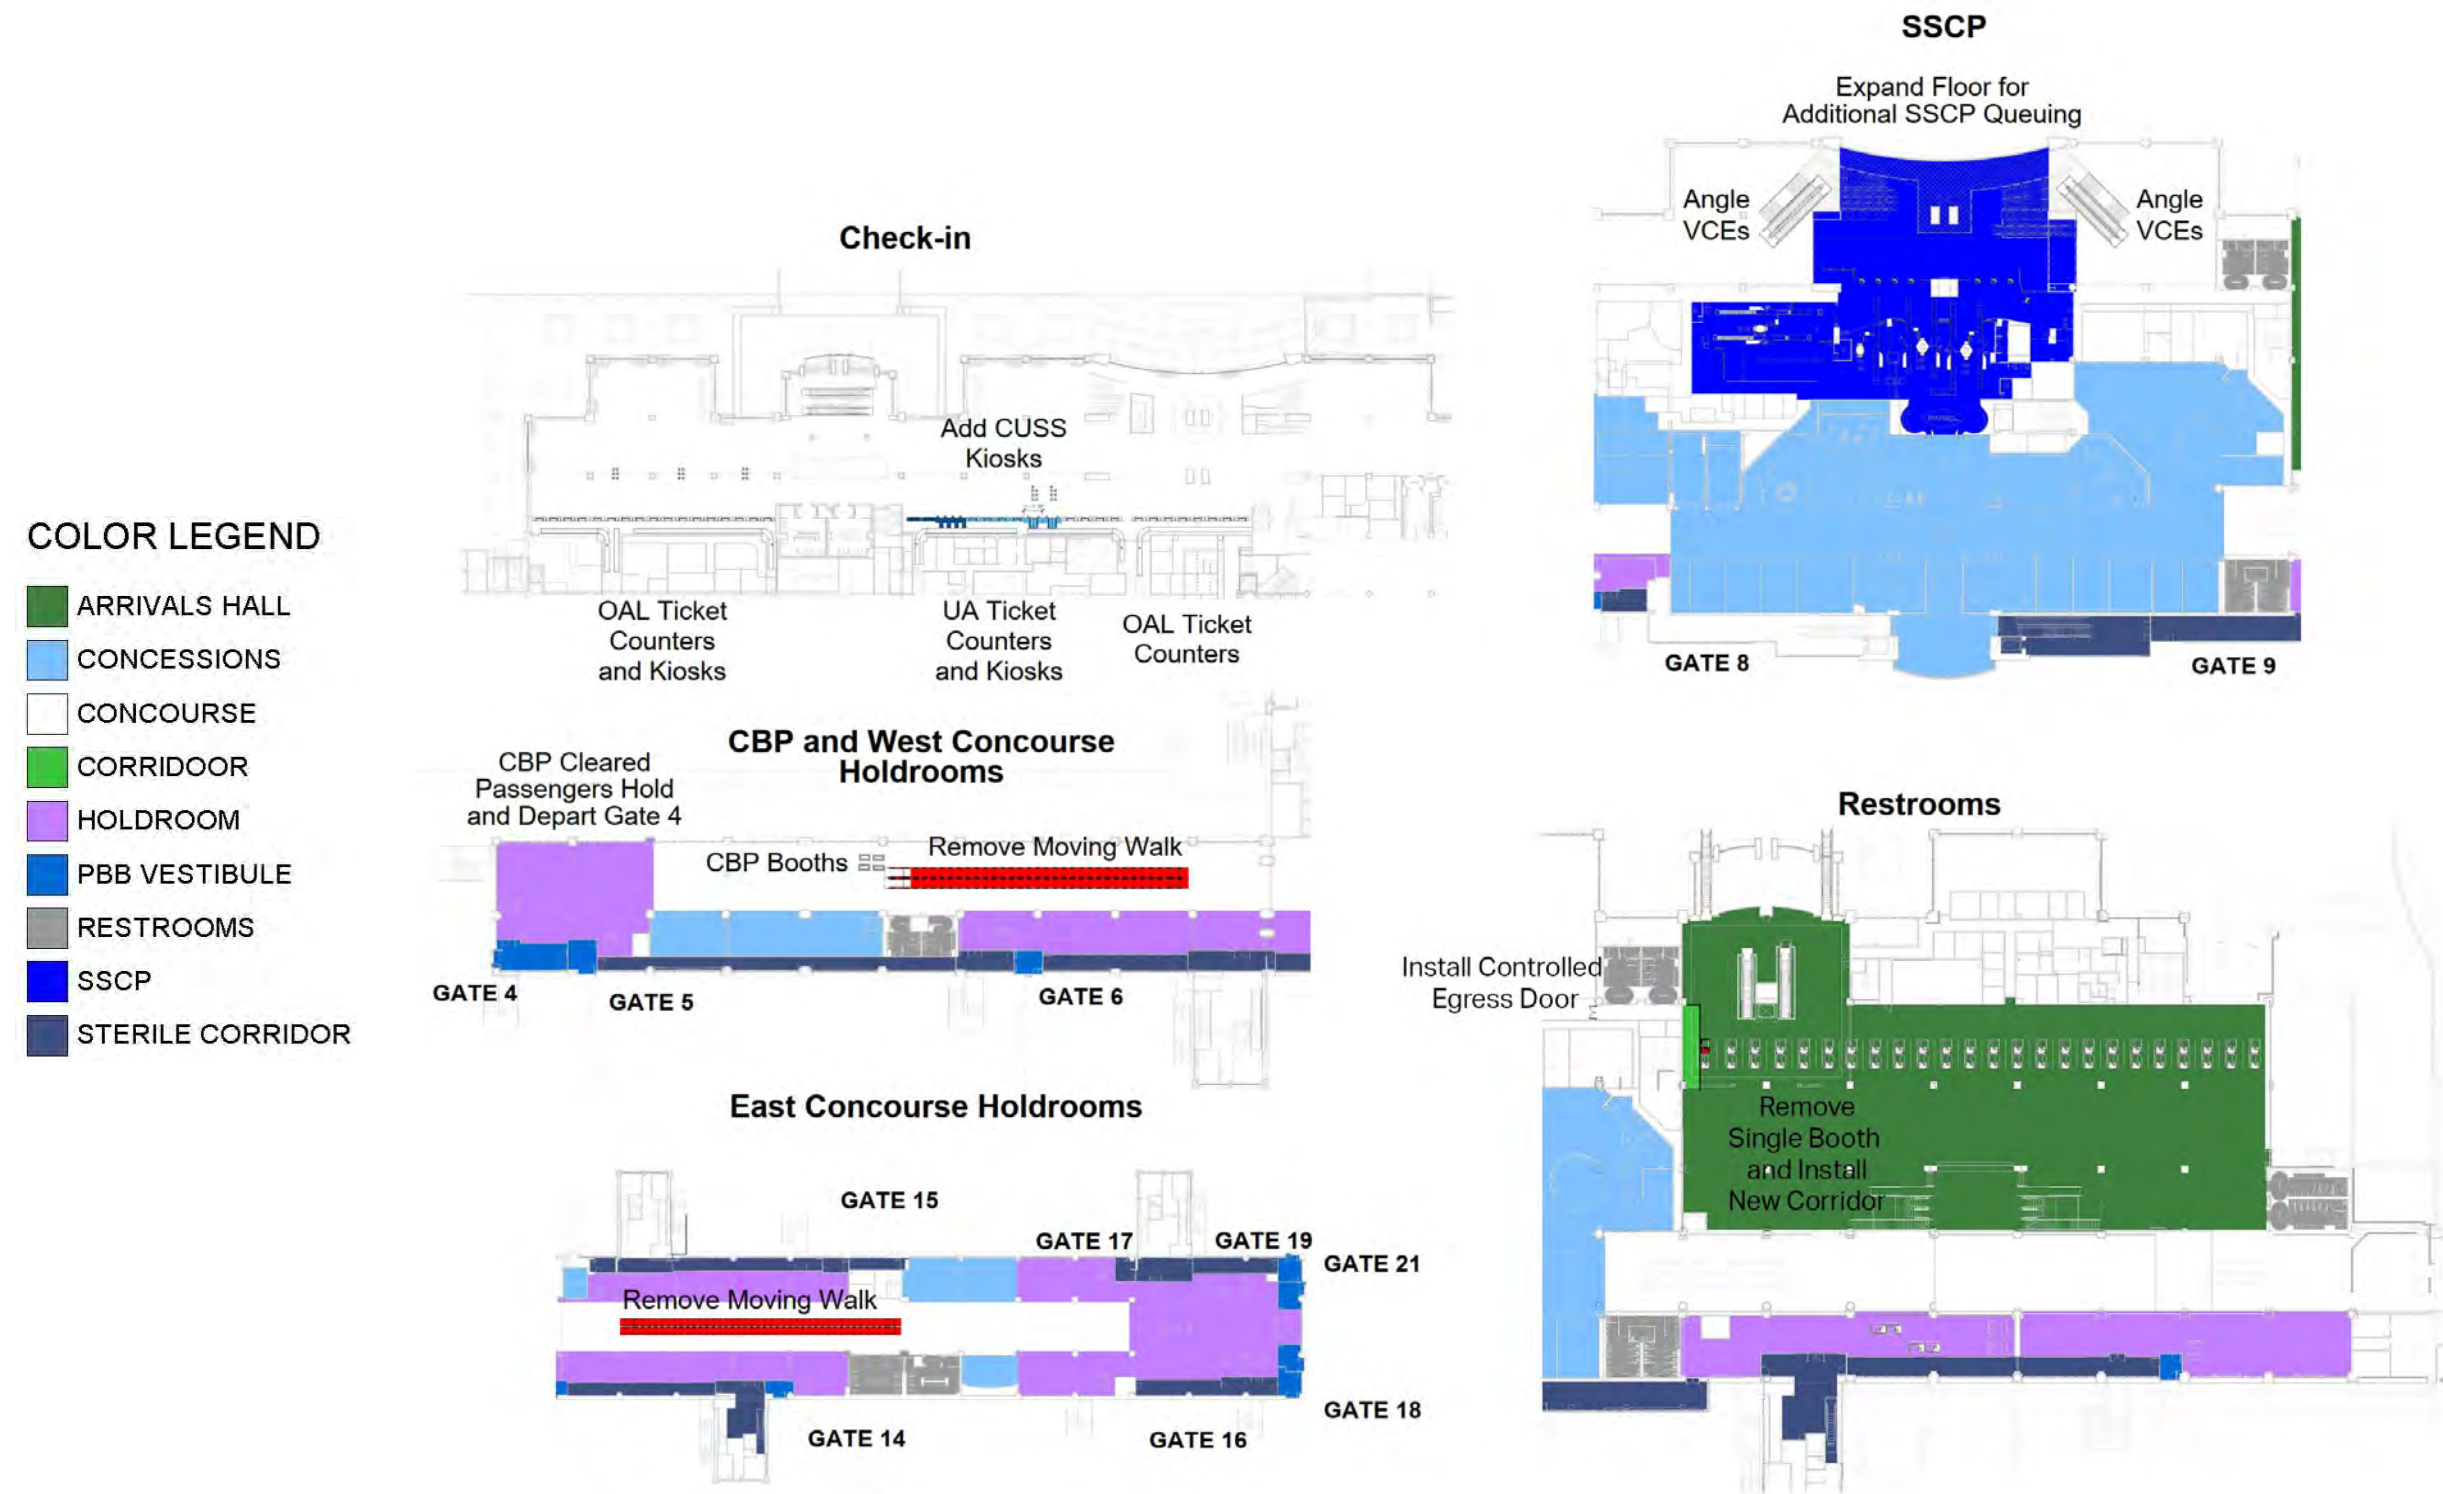 SSCP
Expand Floor for
Additional SSCP Queuing
Angle
VCEs
Angle
VCEs
GATE 8
GATE 9
Check-in
Add CUSS
Kiosks
OAL Ticket
Counters
and Kiosks
UA Ticket
Counters
and Kiosks
OAL Ticket
Counters
COLOR LEGEND
ARRIVALS HALL
CONCESSIONS
CONCOURSE
CORRIDOOR
HOLDROOM
PBB VESTIBULE
RESTROOMS
SSCP
STERILE CORRIDOR
CBP and West Concourse
Holdrooms
CBP Cleared
Passengers Hold
and Depart Gate 4
CBP Booths
Remove Moving Walk
GATE 4
GATE 5
GATE 6
Restrooms
Install Controlled
Egress Door
Remove
Single Booth
and Install
New Corridor
East Concourse Holdrooms
GATE 15
GATE 17
GATE 19
GATE 21
Remove Moving Walk
GATE 18
GATE 14
GATE 16